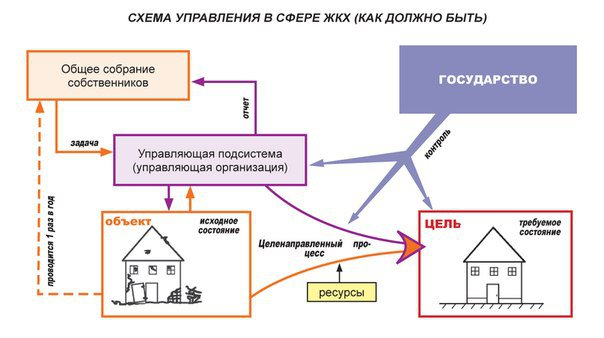 СХЕМА УПРАВЛЕНИЯ В СФЕРЕ ЖКХ (КАК ДОЛЖНО БЫТЬ)
Общее собрание
собственников
ГОСУДАРСТВО
отчет
контроль
задача
Управляющая подсистема
(управляющая организация)
проводится 1 раз в год
объект
исходное
состояние
Целенаправленный про-
цесс
ресурсы
ЦЕЛЬ
требуемое
состояние